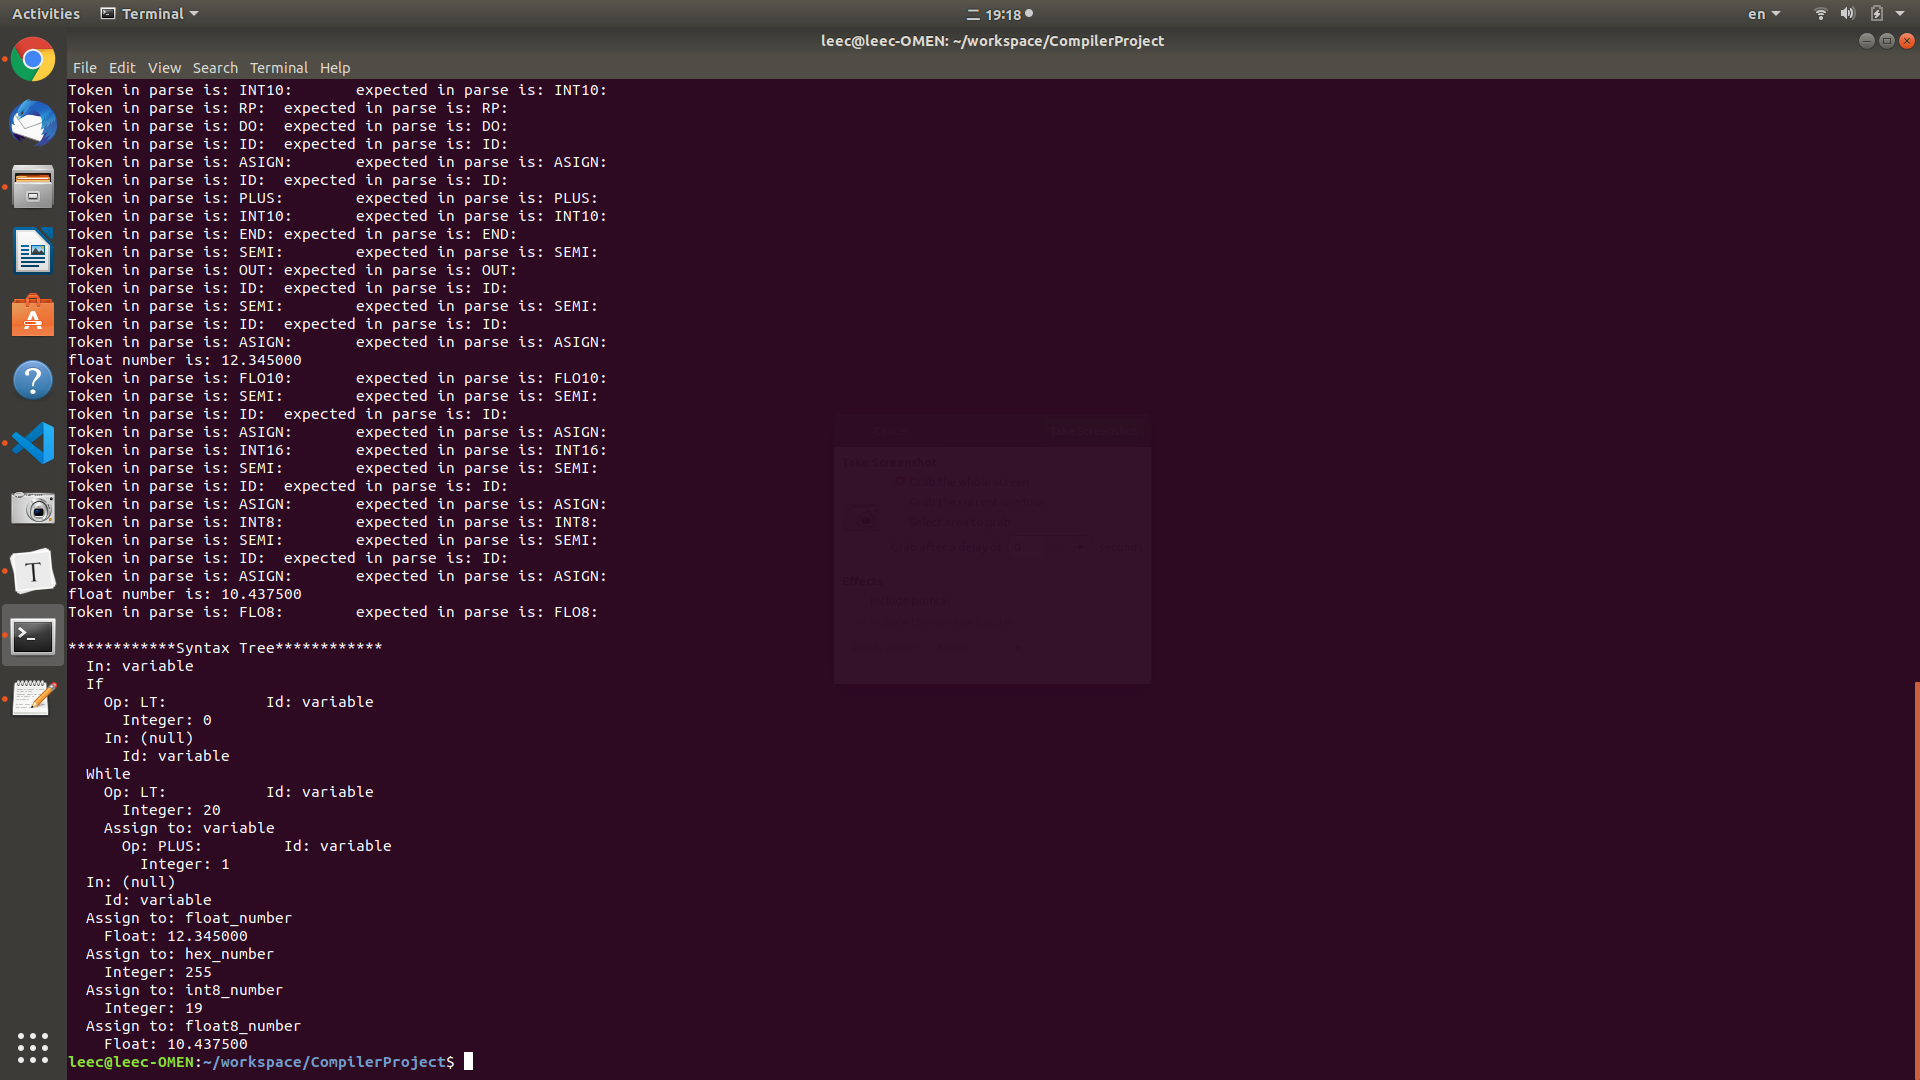 Activities Terminal 二 19:18 en
leec@leec-OMEN: ~/workspace/CompilerProject
File Edit View Search Terminal Help
Token in parse is: INT10: expected in parse is: INT10:
Token in parse is: RP: expected in parse is: RP:
Token in parse is: DO: expected in parse is: DO:
Token in parse is: ID: expected in parse is: ID:
Token in parse is: ASIGN: expected in parse is: ASIGN:
Token in parse is: ID: expected in parse is: ID:
Token in parse is: PLUS: expected in parse is: PLUS:
Token in parse is: INT10: expected in parse is: INT10:
Token in parse is: END: expected in parse is: END:
Token in parse is: SEMI: expected in parse is: SEMI:
Token in parse is: OUT: expected in parse is: OUT:
Token in parse is: ID: expected in parse is: ID:
Token in parse is: SEMI: expected in parse is: SEMI:
Token in parse is: ID: expected in parse is: ID:
Token in parse is: ASIGN: expected in parse is: ASIGN:
float number is: 12.345000
Token in parse is: FLO10: expected in parse is: FLO10:
Token in parse is: SEMI: expected in parse is: SEMI:
Token in parse is: ID: expected in parse is: ID:
Token in parse is: ASIGN: expected in parse is: ASIGN:
Token in parse is: INT16: expected in parse is: INT16:
Token in parse is: SEMI: expected in parse is: SEMI:
Token in parse is: ID: expected in parse is: ID:
Token in parse is: ASIGN: expected in parse is: ASIGN:
Token in parse is: INT8: expected in parse is: INT8:
Token in parse is: SEMI: expected in parse is: SEMI:
Token in parse is: ID: expected in parse is: ID:
Token in parse is: ASIGN: expected in parse is: ASIGN:
float number is: 10.437500
Token in parse is: FLO8: expected in parse is: FLO8:
************Syntax Tree************
In: variable
If
Op: LT: Id: variable
Integer: 0
In: (null)
Id: variable
While
Op: LT: Id: variable
Integer: 20
Assign to: variable
Op: PLUS: Id: variable
Integer: 1
In: (null)
Id: variable
Assign to: float_number
Float: 12.345000
Assign to: hex_number
Integer: 255
Assign to: int8_number
Integer: 19
Assign to: float8_number
Float: 10.437500
leec@leec-OMEN:~/workspace/CompilerProject$
Take Screenshot
Grab the whole screen
Effects